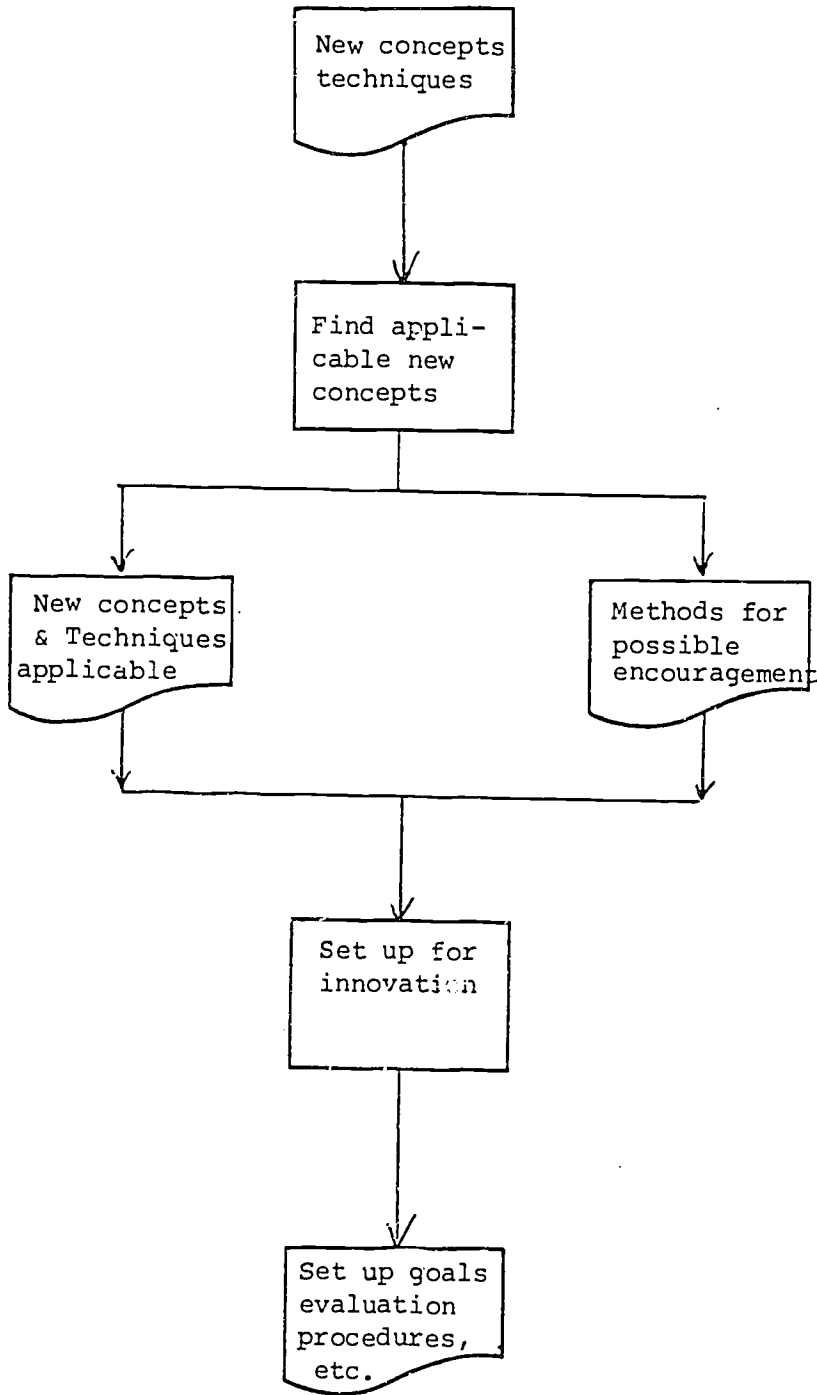 New concepts
techniques
Find appli-
cable new
concepts
New concepts
& Techniques
applicable
Methods for
possible
encouragement
Set up for
innovation
Set up goals
evaluation
procedures,
etc.